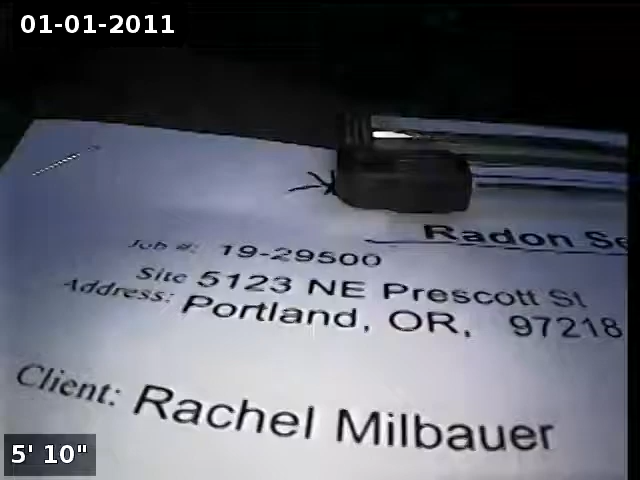 01-01-2011
Radon Se
Job #: 19-29500
Site 5123 NE Prescott St
Address: Portland, OR, 97218
Client: Rachel Milbauer
5' 10"